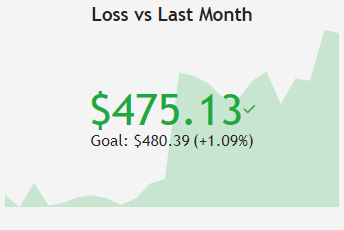 Loss vs Last Month
$475.13✓
Goal: $480.39 (+1.09%)